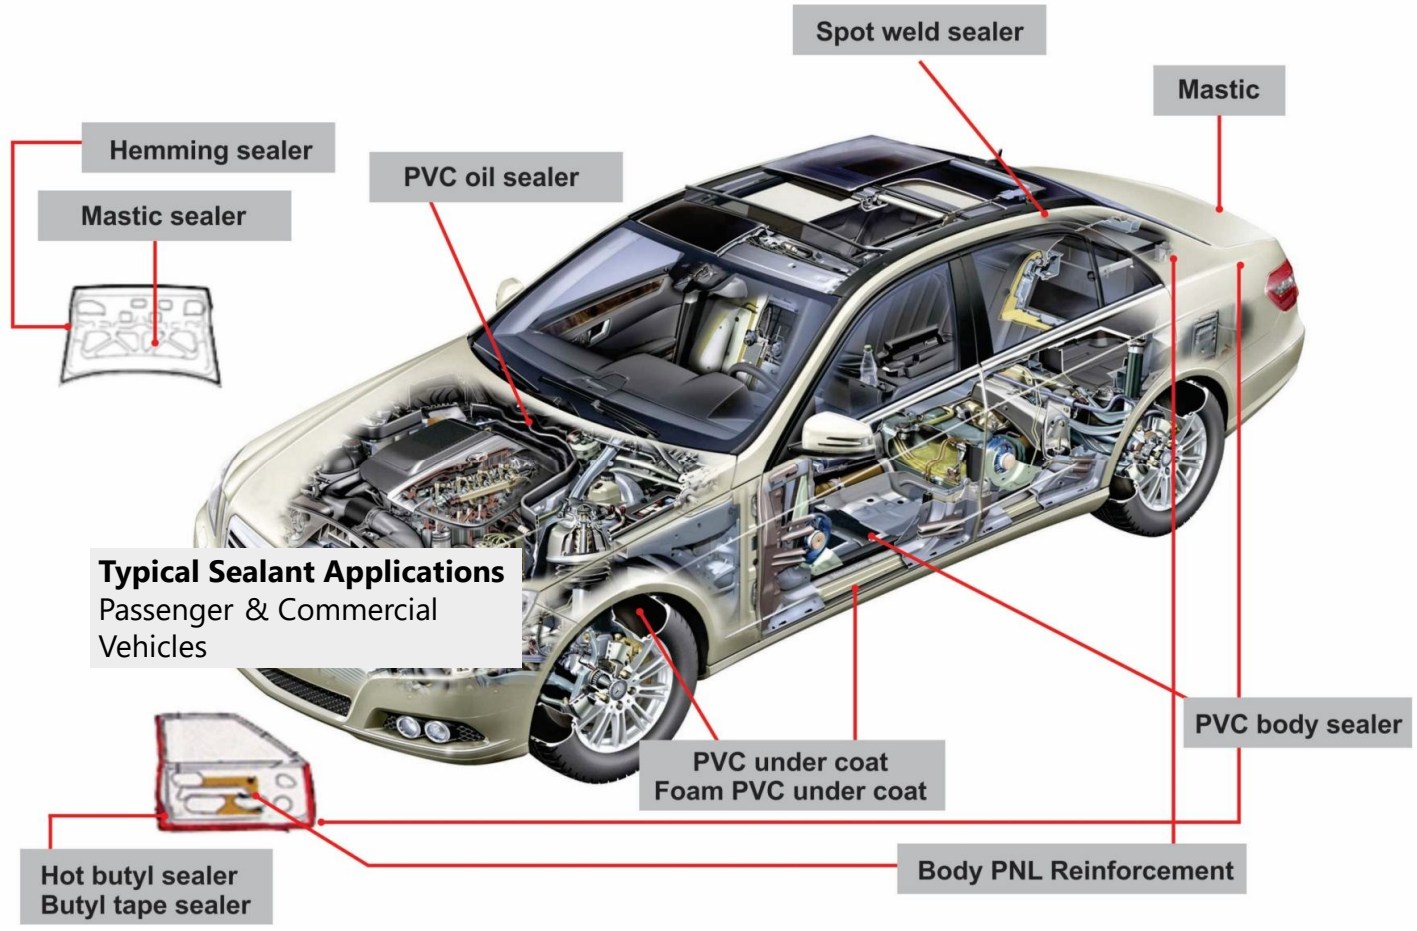 Spot weld sealer
Mastic
Hemming sealer
PVC oil sealer
Mastic sealer
Typical Sealant Applications
Passenger & Commercial
Vehicles
PVC body sealer
PVC under coat
Foam PVC under coat
Hot butyl sealer
Butyl tape sealer
Body PNL Reinforcement